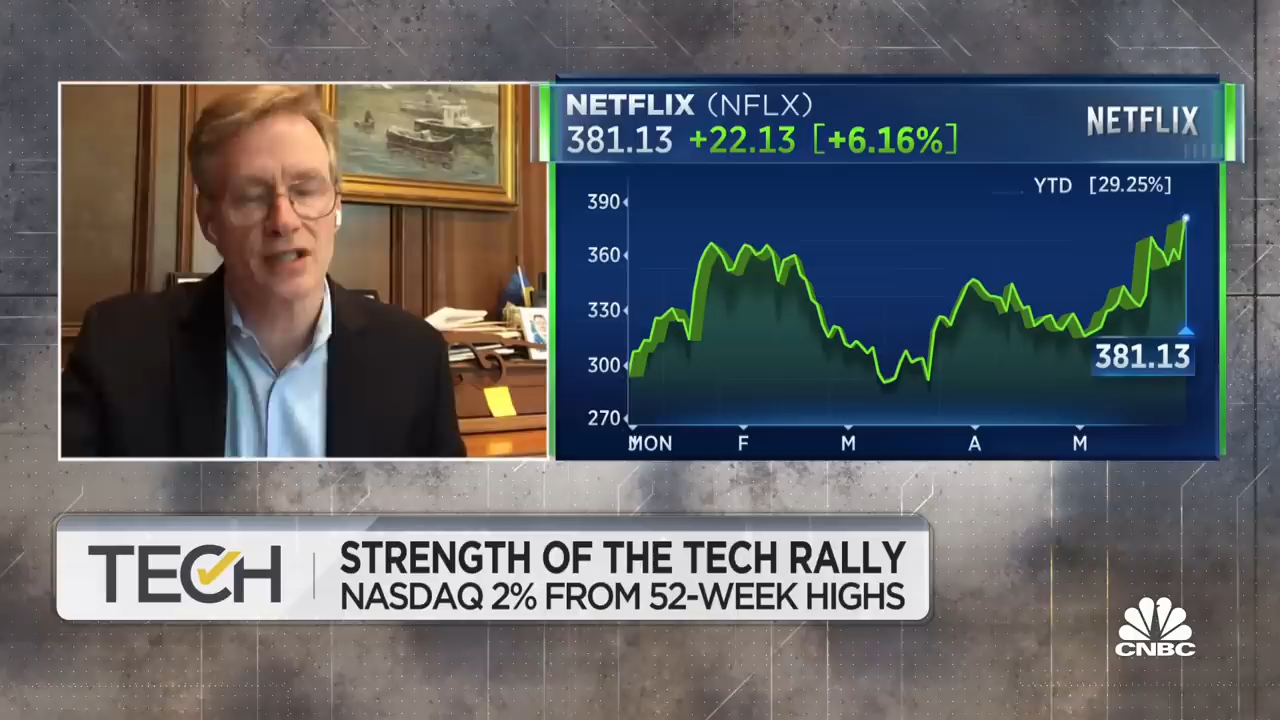 NETFLIX (NFLX)
381.13 +22.13 [+6.16%]
NETFLIX
YTD [29.25%]
390
360
330
300
270
381.13
MON F M A M
TECH
STRENGTH OF THE TECH RALLY
NASDAQ 2% FROM 52-WEEK HIGHS
CNBC